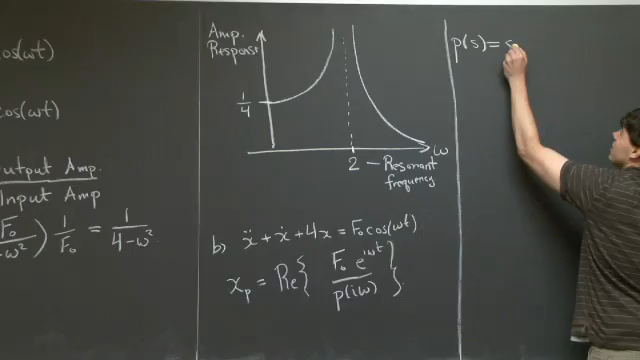 cos(ωt)
cos(ωt)
Output Amp.
Input Amp
F₀/(4-ω²)) 1/F₀ = 1/(4-ω²)
Amp.
Response
1/4
ω
2 – Resonant
frequency
b) ẍ + ẋ + 4x = F₀cos(ωt)
xₚ = Re{ F₀ e^(iωt) / p(iω) }.
p(s) = s